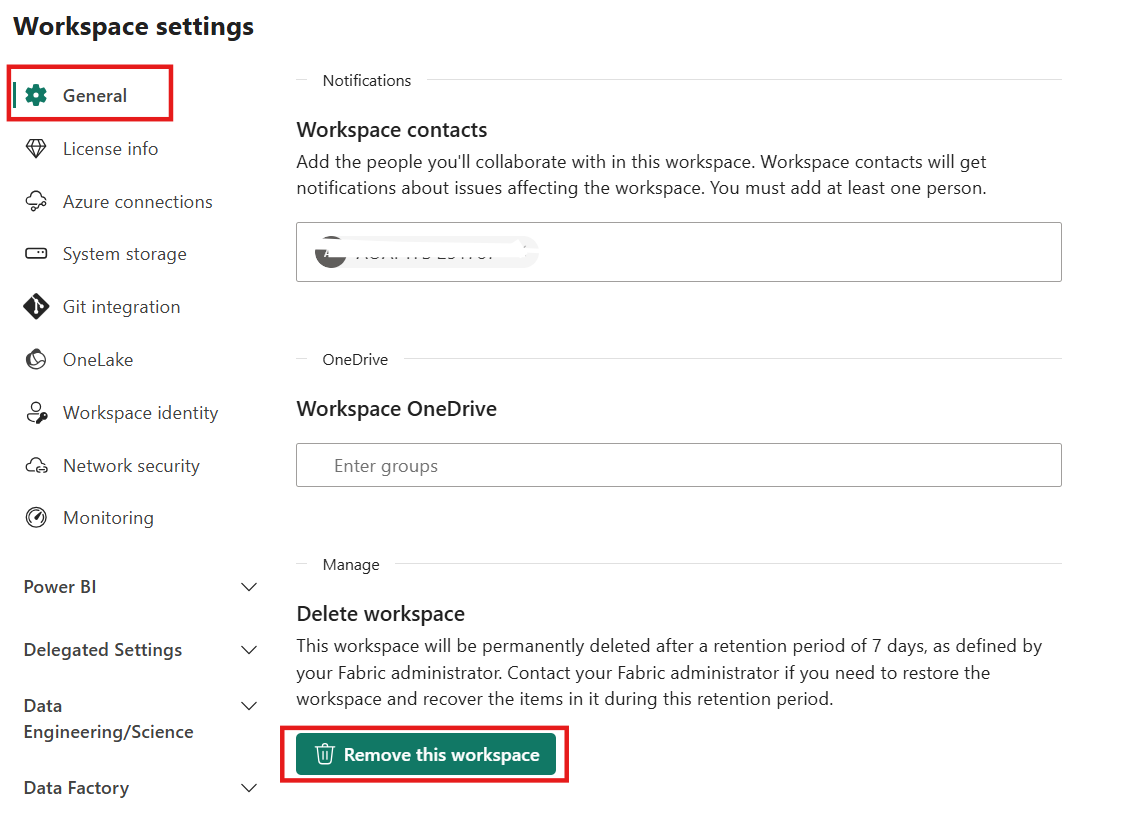 Workspace settings
General
License info
Azure connections
System storage
Git integration
OneLake
Workspace identity
Network security
Monitoring
Power BI
Delegated Settings
Data
Engineering/Science
Data Factory
Notifications
Workspace contacts
Add the people you'll collaborate with in this workspace. Workspace contacts will get
notifications about issues affecting the workspace. You must add at least one person.
OneDrive
Workspace OneDrive
Enter groups
Manage
Delete workspace
This workspace will be permanently deleted after a retention period of 7 days, as defined by
your Fabric administrator. Contact your Fabric administrator if you need to restore the
workspace and recover the items in it during this retention period.
Remove this workspace